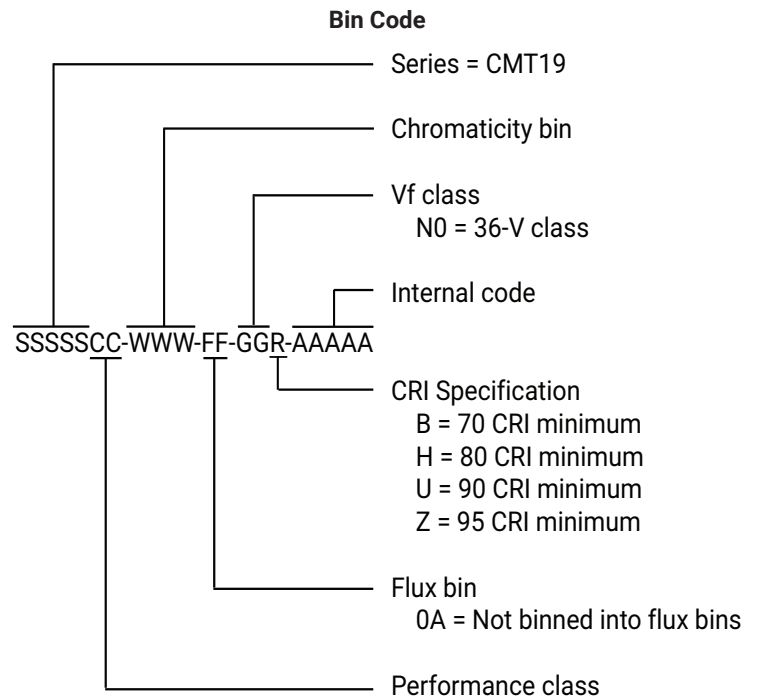 Bin Code
Series = CMT19
Chromaticity bin
Vf class
N0 = 36-V class
Internal code
SSSSSCC-WWW-FF-GGR-AAAAA
CRI Specification
B = 70 CRI minimum
H = 80 CRI minimum
U = 90 CRI minimum
Z = 95 CRI minimum
Flux bin
0A = Not binned into flux bins
Performance class